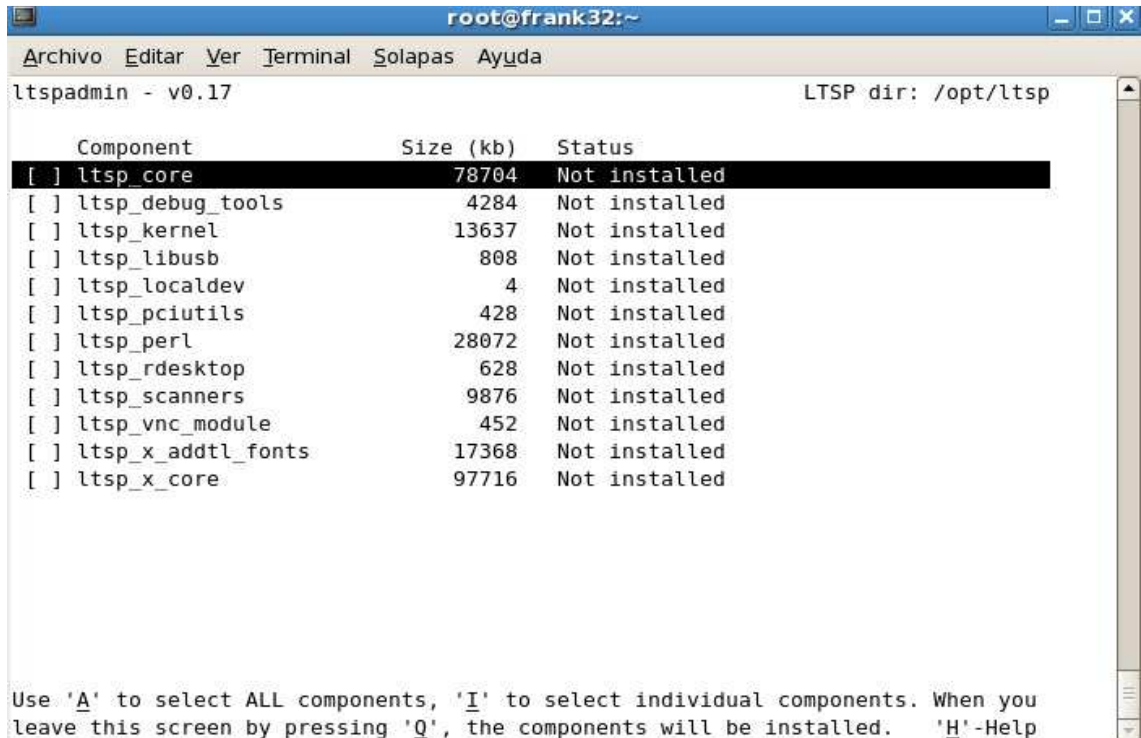 root@frank32:~
Archivo Editar Ver Terminal Solapas Ayuda
ltspadmin - v0.17 LTSP dir: /opt/ltsp
Component Size (kb) Status
[ ] ltsp_core 78704 Not installed
[ ] ltsp_debug_tools 4284 Not installed
[ ] ltsp_kernel 13637 Not installed
[ ] ltsp_libusb 808 Not installed
[ ] ltsp_localdev 4 Not installed
[ ] ltsp_pciutils 428 Not installed
[ ] ltsp_perl 28072 Not installed
[ ] ltsp_rdesktop 628 Not installed
[ ] ltsp_scanners 9876 Not installed
[ ] ltsp_vnc_module 452 Not installed
[ ] ltsp_x_addtl_fonts 17368 Not installed
[ ] ltsp_x_core 97716 Not installed
Use 'A' to select ALL components, 'I' to select individual components. When you
leave this screen by pressing 'Q', the components will be installed. 'H'-Help